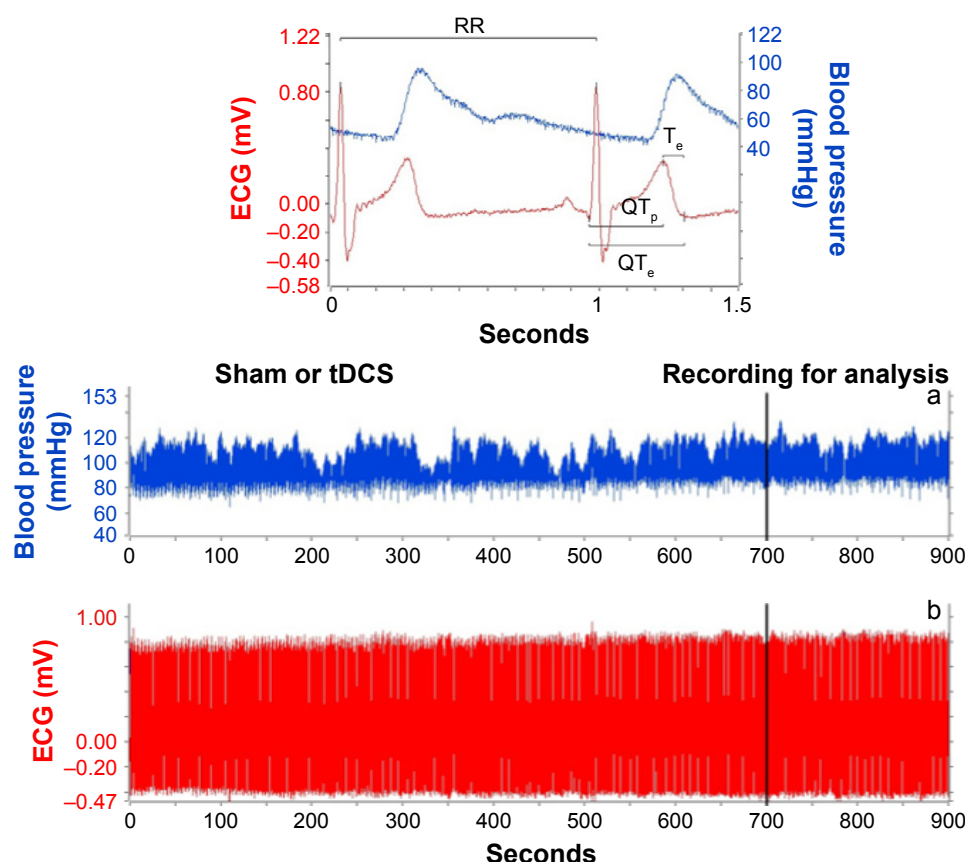 RR
1.22
0.80
0.00
–0.20
–0.40
–0.58
ECG (mV)
122
100
80
60
40
Blood pressure
(mmHg)
Te
QTp
QTe
0
1
1.5
Seconds
Sham or tDCS
Recording for analysis
a
Blood pressure
(mmHg)
153
120
100
80
60
40
0 100 200 300 400 500 600 700 800 900
b
ECG (mV)
1.00
0.00
–0.20
–0.47
0 100 200 300 400 500 600 700 800 900
Seconds